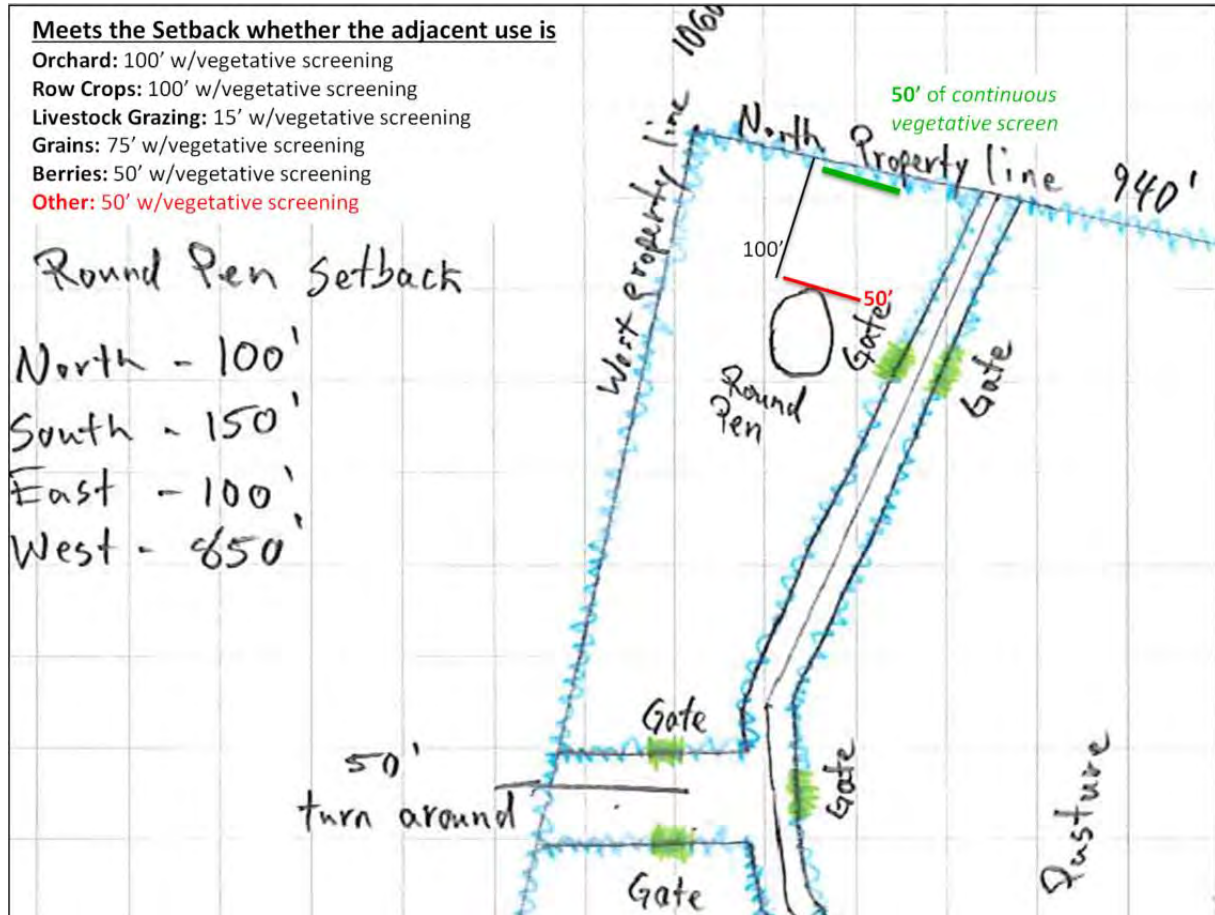 Meets the Setback whether the adjacent use is
Orchard: 100' w/vegetative screening
Row Crops: 100' w/vegetative screening
Livestock Grazing: 15' w/vegetative screening
Grains: 75' w/vegetative screening
Berries: 50' w/vegetative screening
Other: 50' w/vegetative screening
Round Pen Setback
North - 100'
South - 150'
East - 100'
West - 850'
1060
West property line
North Property line 940'
50' of continuous
vegetative screen
100'
50'
Round
Pen
Gate
Gate
Gate
50'
turn around
Gate
Gate
Pasture